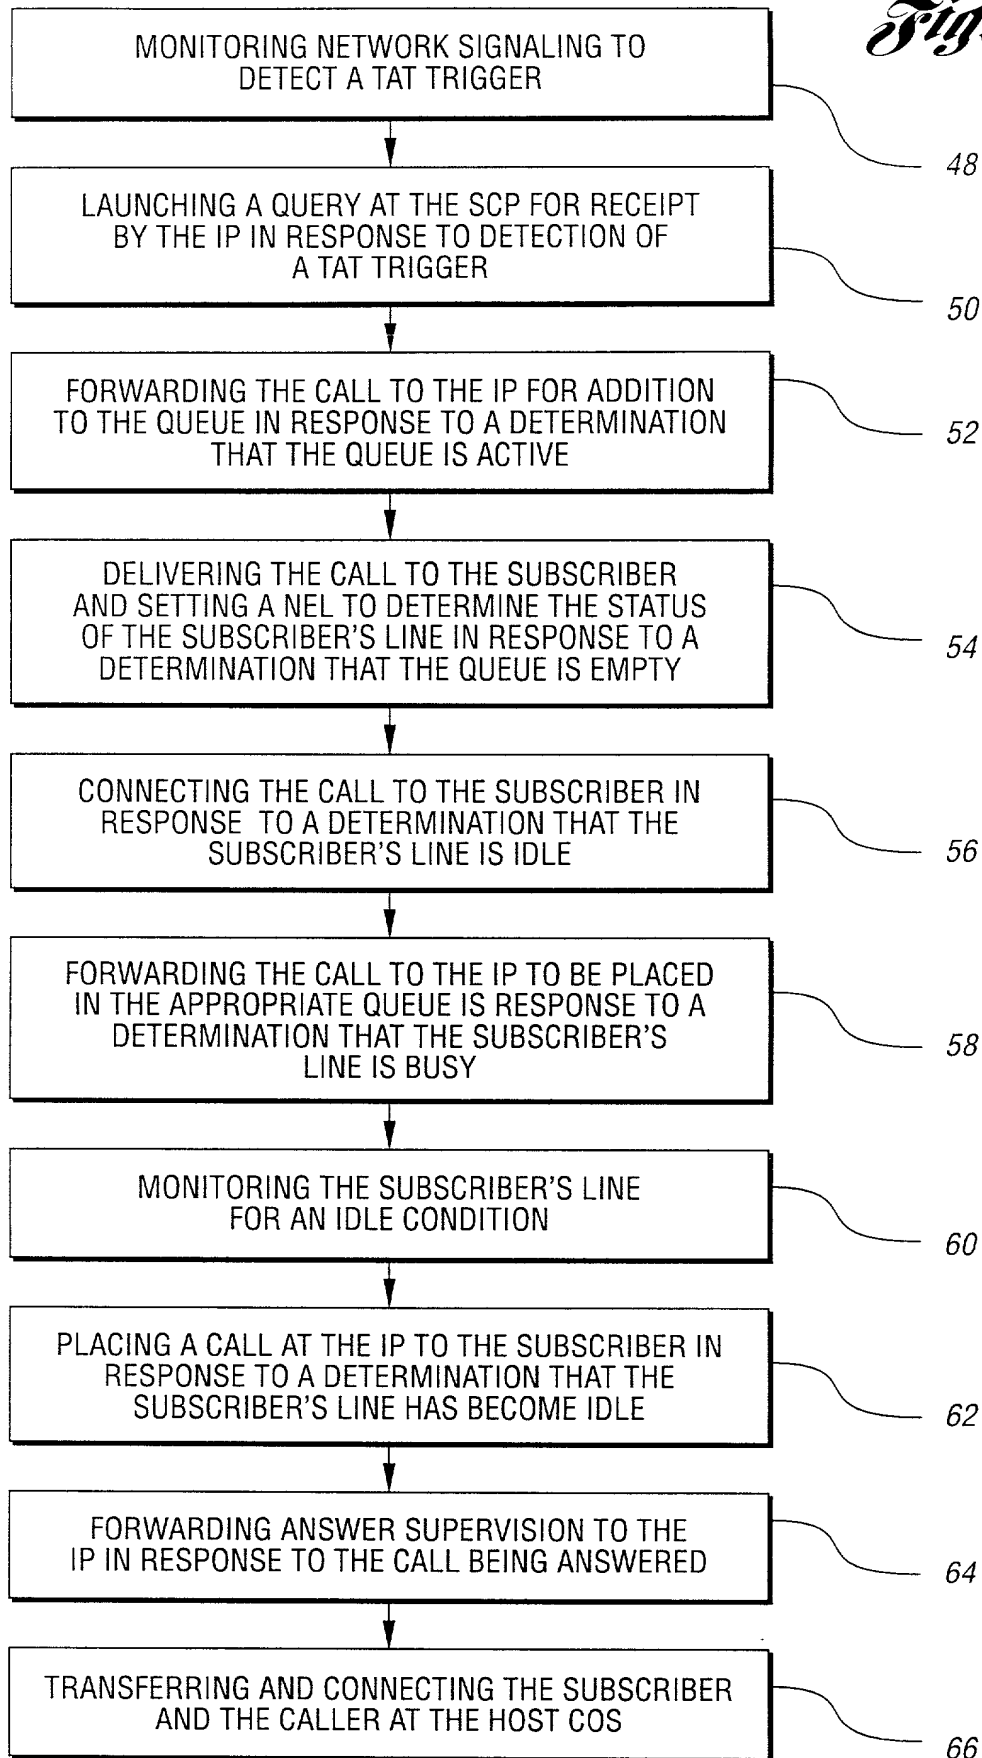 Fig
MONITORING NETWORK SIGNALING TO
DETECT A TAT TRIGGER
48
LAUNCHING A QUERY AT THE SCP FOR RECEIPT
BY THE IP IN RESPONSE TO DETECTION OF
A TAT TRIGGER
50
FORWARDING THE CALL TO THE IP FOR ADDITION
TO THE QUEUE IN RESPONSE TO A DETERMINATION
THAT THE QUEUE IS ACTIVE
52
DELIVERING THE CALL TO THE SUBSCRIBER
AND SETTING A NEL TO DETERMINE THE STATUS
OF THE SUBSCRIBER'S LINE IN RESPONSE TO A
DETERMINATION THAT THE QUEUE IS EMPTY
54
CONNECTING THE CALL TO THE SUBSCRIBER IN
RESPONSE TO A DETERMINATION THAT THE
SUBSCRIBER'S LINE IS IDLE
56
FORWARDING THE CALL TO THE IP TO BE PLACED
IN THE APPROPRIATE QUEUE IS RESPONSE TO A
DETERMINATION THAT THE SUBSCRIBER'S
LINE IS BUSY
58
MONITORING THE SUBSCRIBER'S LINE
FOR AN IDLE CONDITION
60
PLACING A CALL AT THE IP TO THE SUBSCRIBER IN
RESPONSE TO A DETERMINATION THAT THE
SUBSCRIBER'S LINE HAS BECOME IDLE
62
FORWARDING ANSWER SUPERVISION TO THE
IP IN RESPONSE TO THE CALL BEING ANSWERED
64
TRANSFERRING AND CONNECTING THE SUBSCRIBER
AND THE CALLER AT THE HOST COS
66